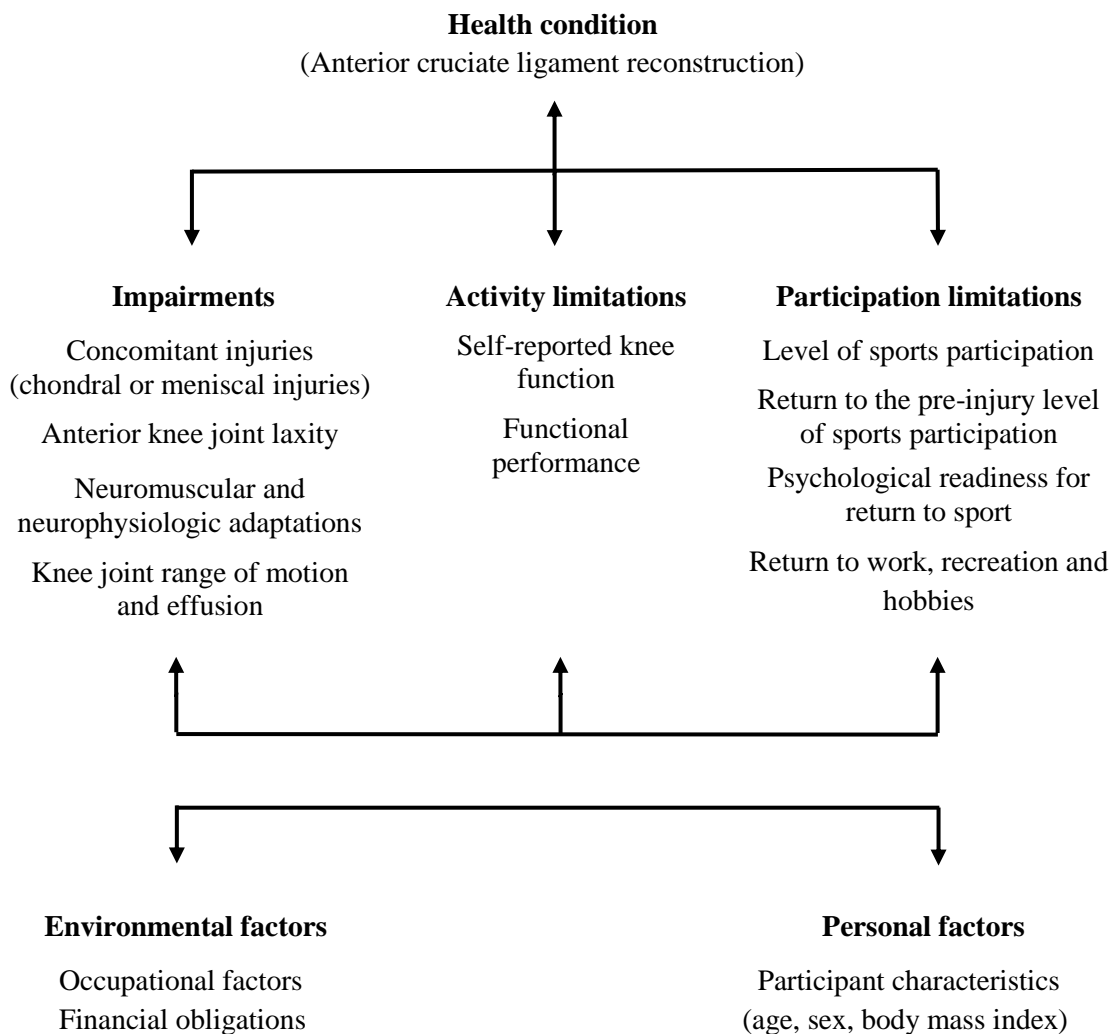 Health condition
(Anterior cruciate ligament reconstruction)
Impairments
Concomitant injuries
(chondral or meniscal injuries)
Anterior knee joint laxity
Neuromuscular and
neurophysiologic adaptations
Knee joint range of motion
and effusion
Activity limitations
Self-reported knee
function
Functional
performance
Participation limitations
Level of sports participation
Return to the pre-injury level
of sports participation
Psychological readiness for
return to sport
Return to work, recreation and
hobbies
Environmental factors
Occupational factors
Financial obligations
Personal factors
Participant characteristics
(age, sex, body mass index)